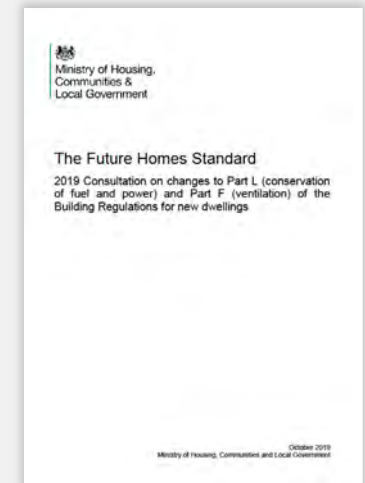 Ministry of Housing,
Communities &
Local Government
The Future Homes Standard
2019 Consultation on changes to Part L (conservation
of fuel and power) and Part F (ventilation) of the
Building Regulations for new dwellings
October 2019
Ministry of Housing, Communities and Local Government